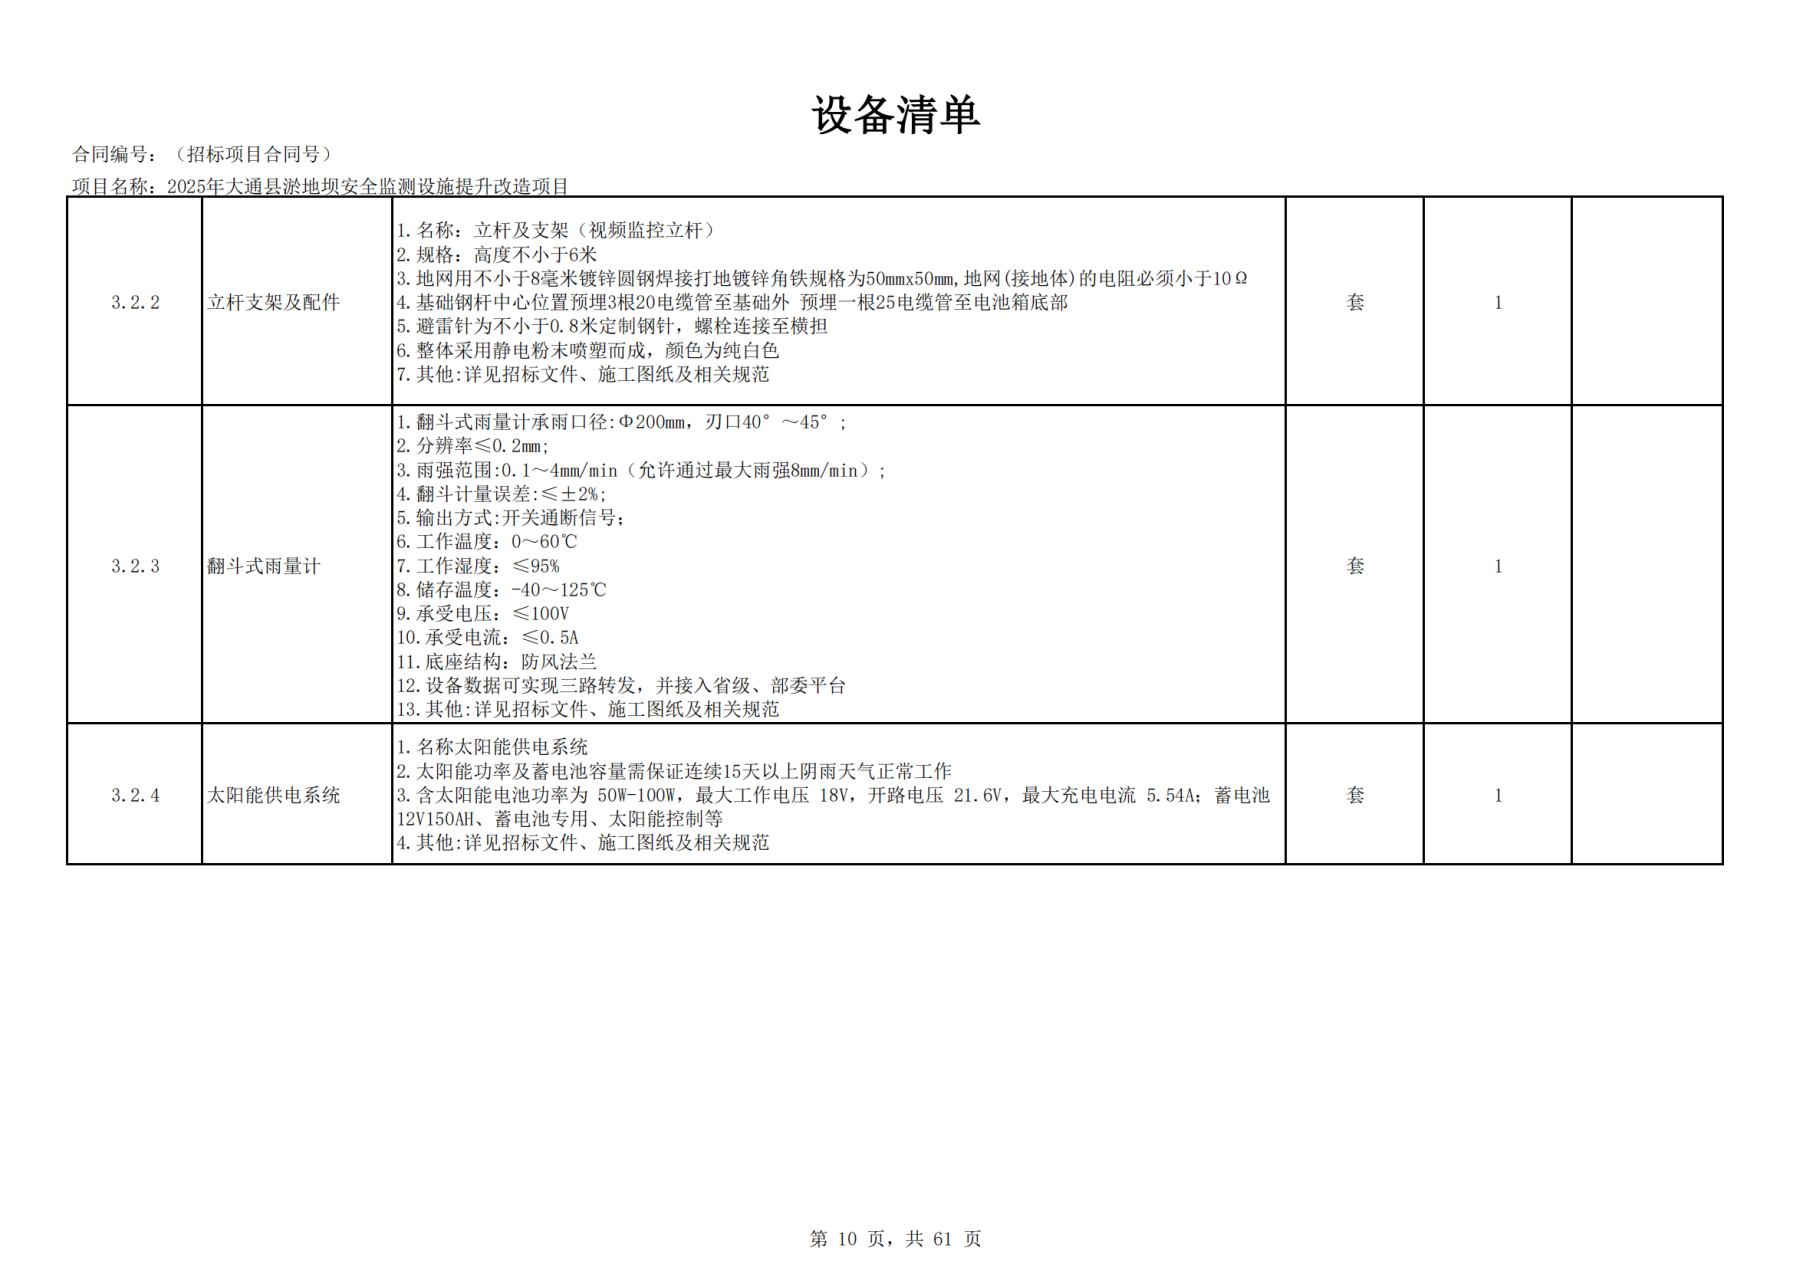 设备清单
合同编号：（招标项目合同号）
项目名称：2025年大通县淤地坝安全监测设施提升改造项目
3.2.2
立杆支架及配件
1.名称：立杆及支架（视频监控立杆）
2.规格：高度不小于6米
3.地网用不小于8毫米镀锌圆钢焊接打地镀锌角铁规格为50mmx50mm,地网(接地体)的电阻必须小于10Ω
4.基础钢杆中心位置预埋3根20电缆管至基础外 预埋一根25电缆管至电池箱底部
5.避雷针为不小于0.8米定制钢针，螺栓连接至横担
6.整体采用静电粉末喷塑而成，颜色为纯白色
7.其他:详见招标文件、施工图纸及相关规范
套
1
3.2.3
翻斗式雨量计
1.翻斗式雨量计承雨口径:Φ200mm，刃口40°～45°;
2.分辨率≤0.2mm;
3.雨强范围:0.1～4mm/min（允许通过最大雨强8mm/min）;
4.翻斗计量误差:≤±2%;
5.输出方式:开关通断信号;
6.工作温度：0～60℃
7.工作湿度：≤95%
8.储存温度：-40～125℃
9.承受电压：≤100V
10.承受电流：≤0.5A
11.底座结构：防风法兰
12.设备数据可实现三路转发，并接入省级、部委平台
13.其他:详见招标文件、施工图纸及相关规范
套
1
3.2.4
太阳能供电系统
1.名称太阳能供电系统
2.太阳能功率及蓄电池容量需保证连续15天以上阴雨天气正常工作
3.含太阳能电池功率为 50W-100W，最大工作电压 18V，开路电压 21.6V，最大充电电流 5.54A；蓄电池
12V150AH、蓄电池专用、太阳能控制等
4.其他:详见招标文件、施工图纸及相关规范
套
1
第 10 页，共 61 页